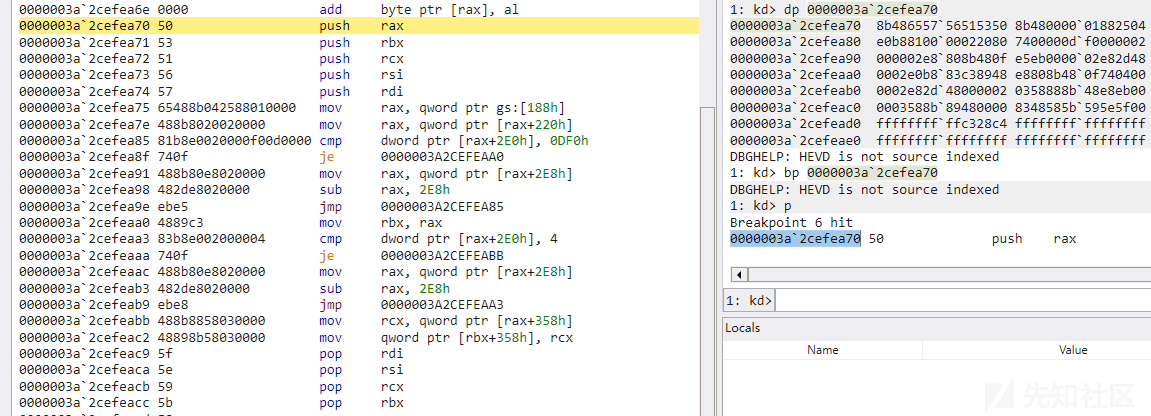 0000003a`2cefea6e 0000 add byte ptr [rax], al
0000003a`2cefea70 50 push rax
0000003a`2cefea71 53 push rbx
0000003a`2cefea72 51 push rcx
0000003a`2cefea73 56 push rsi
0000003a`2cefea74 57 push rdi
0000003a`2cefea75 65488b042588010000 mov rax, qword ptr gs:[188h]
0000003a`2cefea7e 488b8020020000 mov rax, qword ptr [rax+220h]
0000003a`2cefea85 81b8e0020000f00d0000 cmp dword ptr [rax+2E0h], 0DF0h
0000003a`2cefea8f 740f je 0000003A2CEFEAA0
0000003a`2cefea91 488b80e8020000 mov rax, qword ptr [rax+2E8h]
0000003a`2cefea98 482de8020000 sub rax, 2E8h
0000003a`2cefea9e ebe5 jmp 0000003A2CEFEA85
0000003a`2cefeaa0 4889c3 mov rbx, rax
0000003a`2cefeaa3 83b8e002000004 cmp dword ptr [rax+2E0h], 4
0000003a`2cefeaaa 740f je 0000003A2CEFEABB
0000003a`2cefeaac 488b80e8020000 mov rax, qword ptr [rax+2E8h]
0000003a`2cefeab3 482de8020000 sub rax, 2E8h
0000003a`2cefeab9 ebe8 jmp 0000003A2CEFEAA3
0000003a`2cefeabb 488b8858030000 mov rcx, qword ptr [rax+358h]
0000003a`2cefeac2 48898b58030000 mov qword ptr [rbx+358h], rcx
0000003a`2cefeac9 5f pop rdi
0000003a`2cefeaca 5e pop rsi
0000003a`2cefeacb 59 pop rcx
0000003a`2cefeacc 5b pop rbx
1: kd> dp 0000003a`2cefea70
0000003a`2cefea70 8b486557`56515350 8b480000`01882504
0000003a`2cefea80 e0b88100`00022080 7400000d`f0000002
0000003a`2cefea90 000002e8`808b480f e5eb0000`02e82d48
0000003a`2cefeaa0 0002e0b8`83c38948 e8808b48`0f740400
0000003a`2cefeab0 0002e82d`48000002 0358888b`48e8eb00
0000003a`2cefeac0 0003588b`89480000 8348585b`595e5f00
0000003a`2cefead0 ffffffff`ffc328c4 ffffffff`ffffffff
0000003a`2cefeae0 ffffffff`ffffffff ffffffff`ffffffff
DBGHELP: HEVD is not source indexed
1: kd> bp 0000003a`2cefea70
DBGHELP: HEVD is not source indexed
1: kd> p
Breakpoint 6 hit
0000003a`2cefea70 50 push rax
1: kd>
Locals
Name Value
先知社区